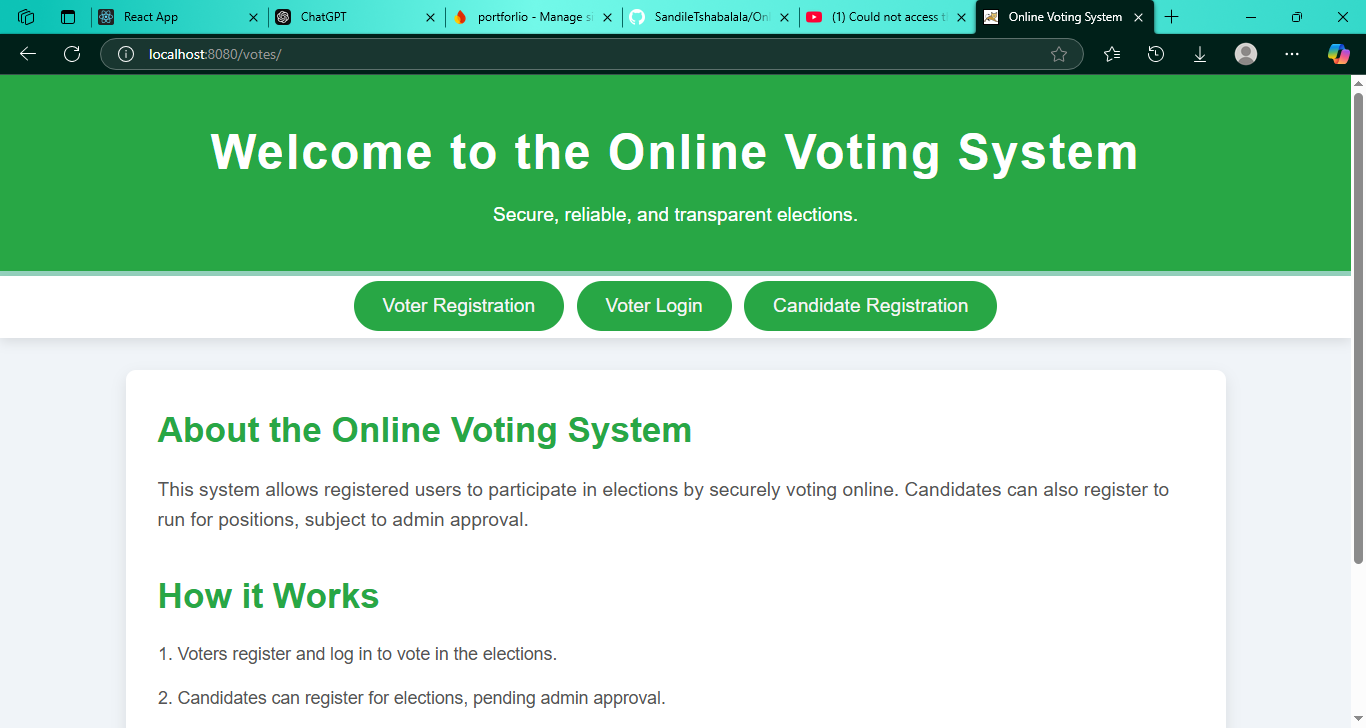 React App
ChatGPT
portforlio - Manage si
SandileTshabalala/Onl
(1) Could not access t
Online Voting System
localhost:8080/votes/
Welcome to the Online Voting System
Secure, reliable, and transparent elections.
Voter Registration
Voter Login
Candidate Registration
About the Online Voting System
This system allows registered users to participate in elections by securely voting online. Candidates can also register to
run for positions, subject to admin approval.
How it Works
1. Voters register and log in to vote in the elections.
2. Candidates can register for elections, pending admin approval.